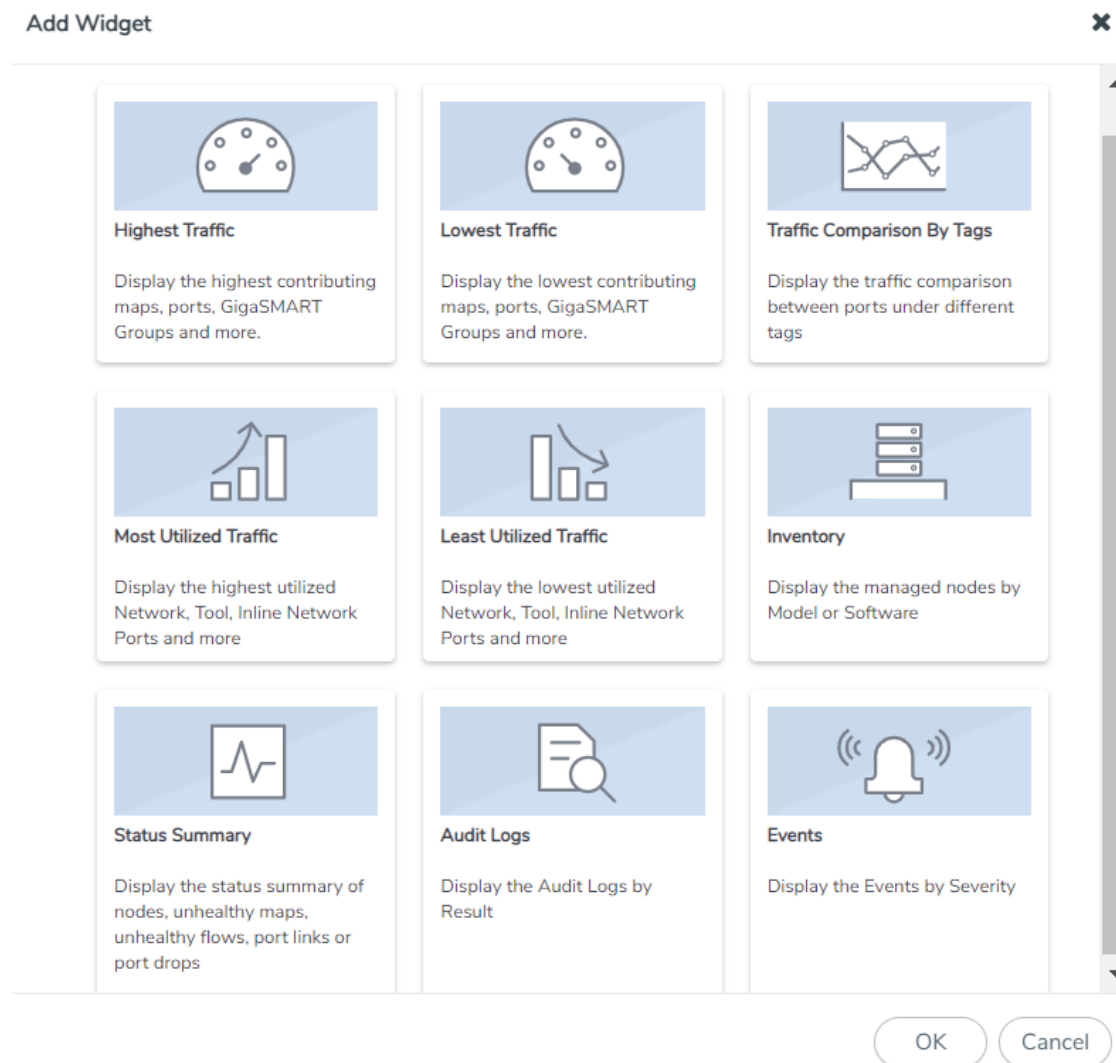 Add Widget
Highest Traffic
Display the highest contributing
maps, ports, GigaSMART
Groups and more.
Lowest Traffic
Display the lowest contributing
maps, ports, GigaSMART
Groups and more.
Traffic Comparison By Tags
Display the traffic comparison
between ports under different
tags
Most Utilized Traffic
Display the highest utilized
Network, Tool, Inline Network
Ports and more
Least Utilized Traffic
Display the lowest utilized
Network, Tool, Inline Network
Ports and more
Inventory
Display the managed nodes by
Model or Software
Status Summary
Display the status summary of
nodes, unhealthy maps,
unhealthy flows, port links or
port drops
Audit Logs
Display the Audit Logs by
Result
Events
Display the Events by Severity
OK
Cancel